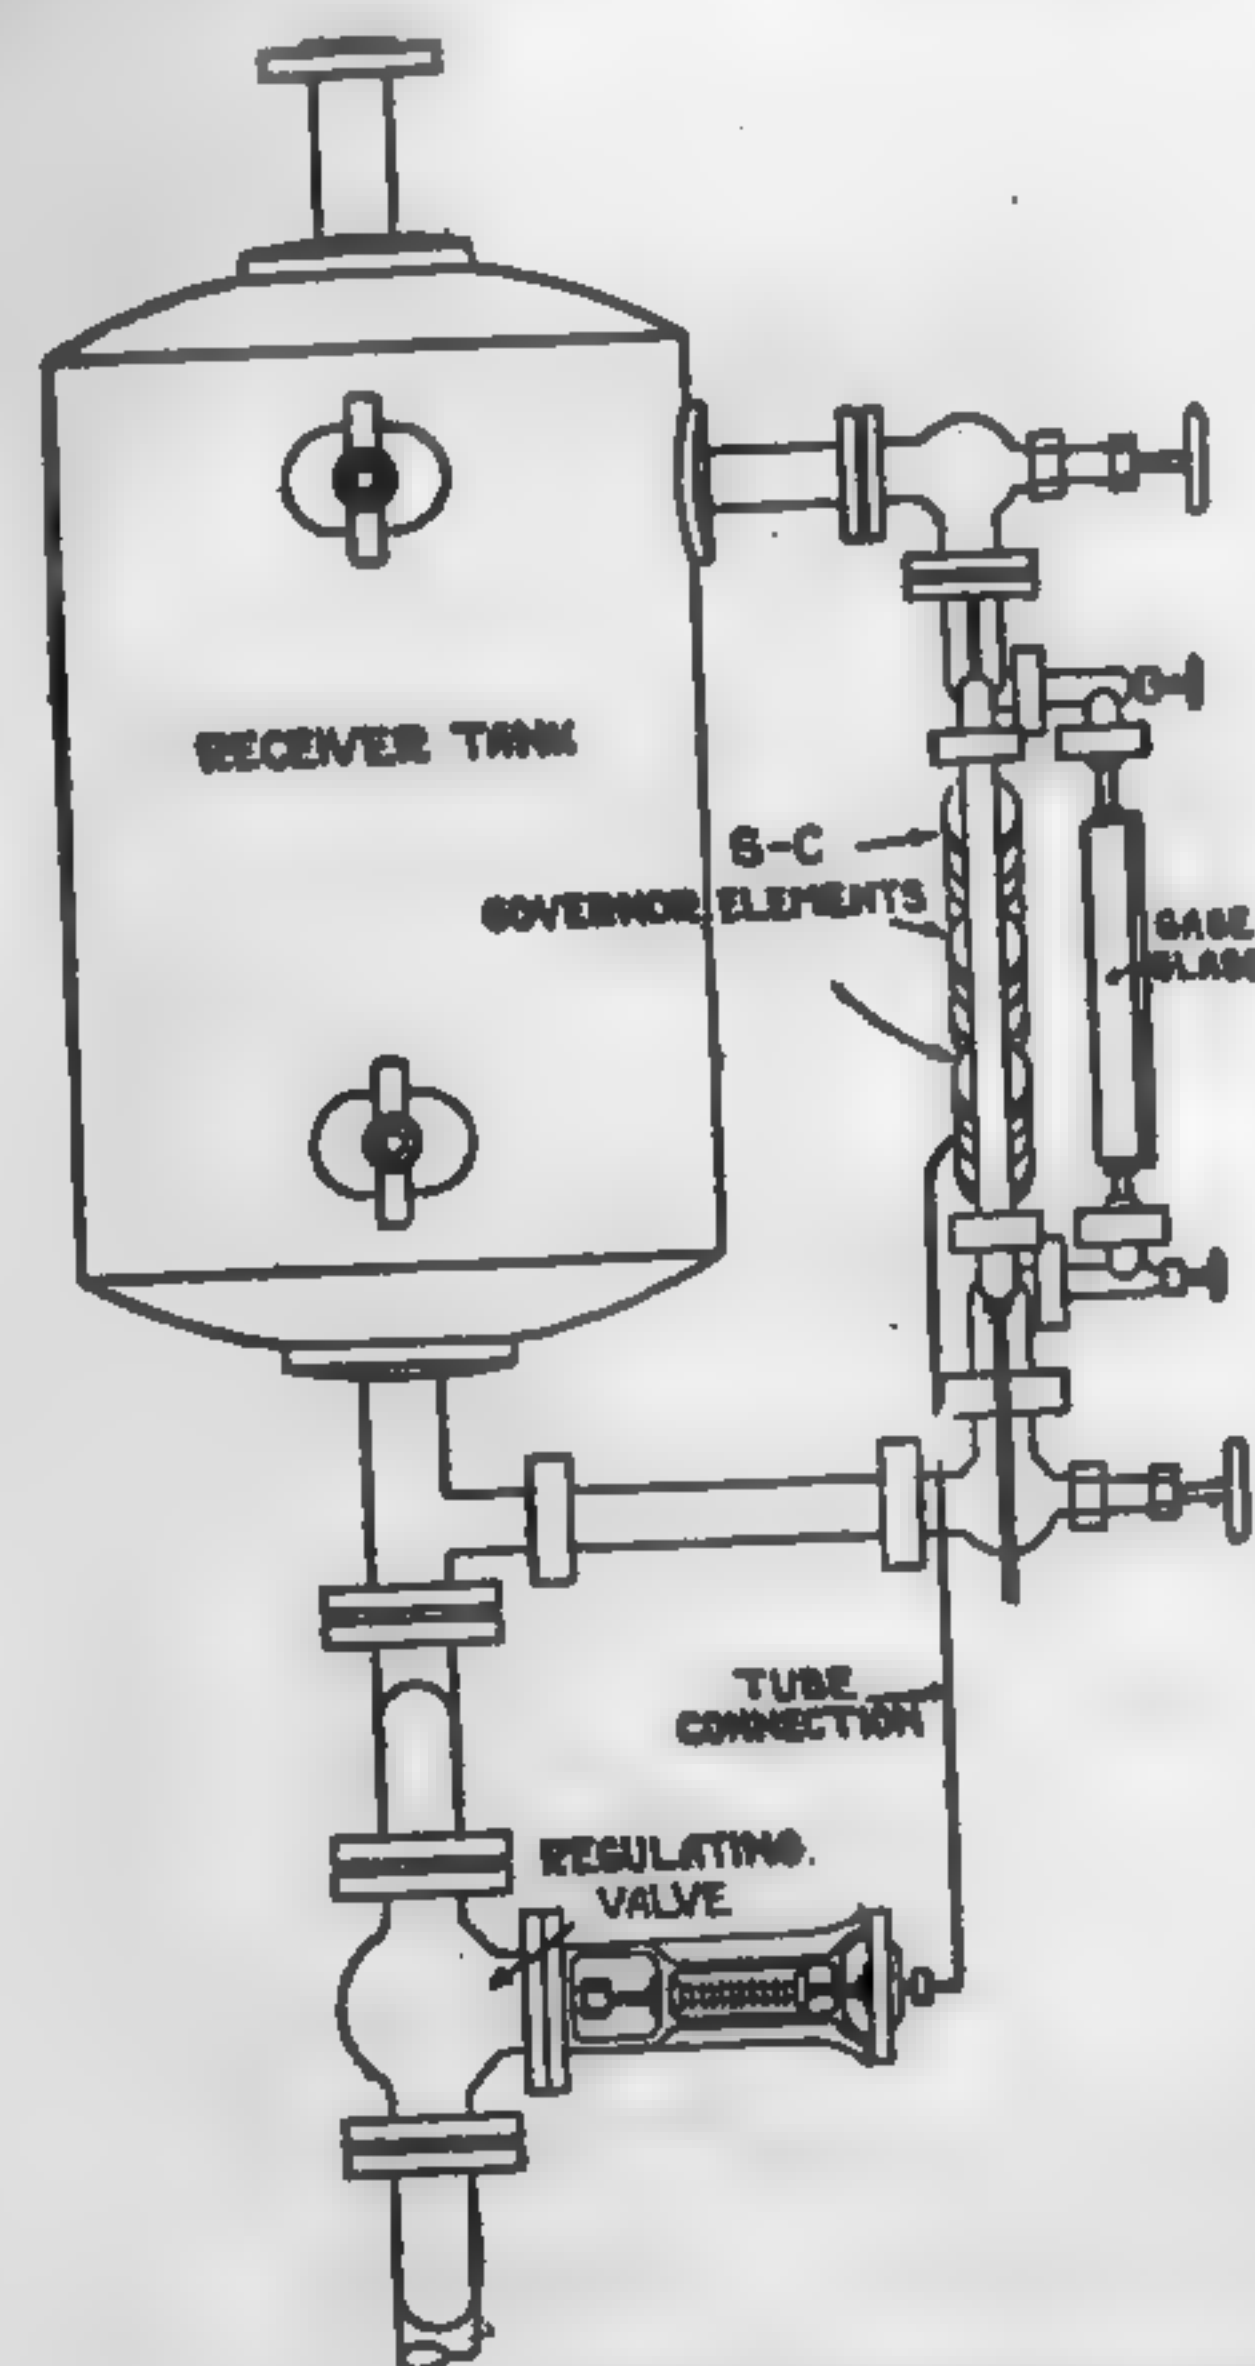 RECEIVER TANK
S-C
GOVERNOR ELEMENTS
GAGE
GLASS
TUBE
CONNECTION
REGULATING
VALVE